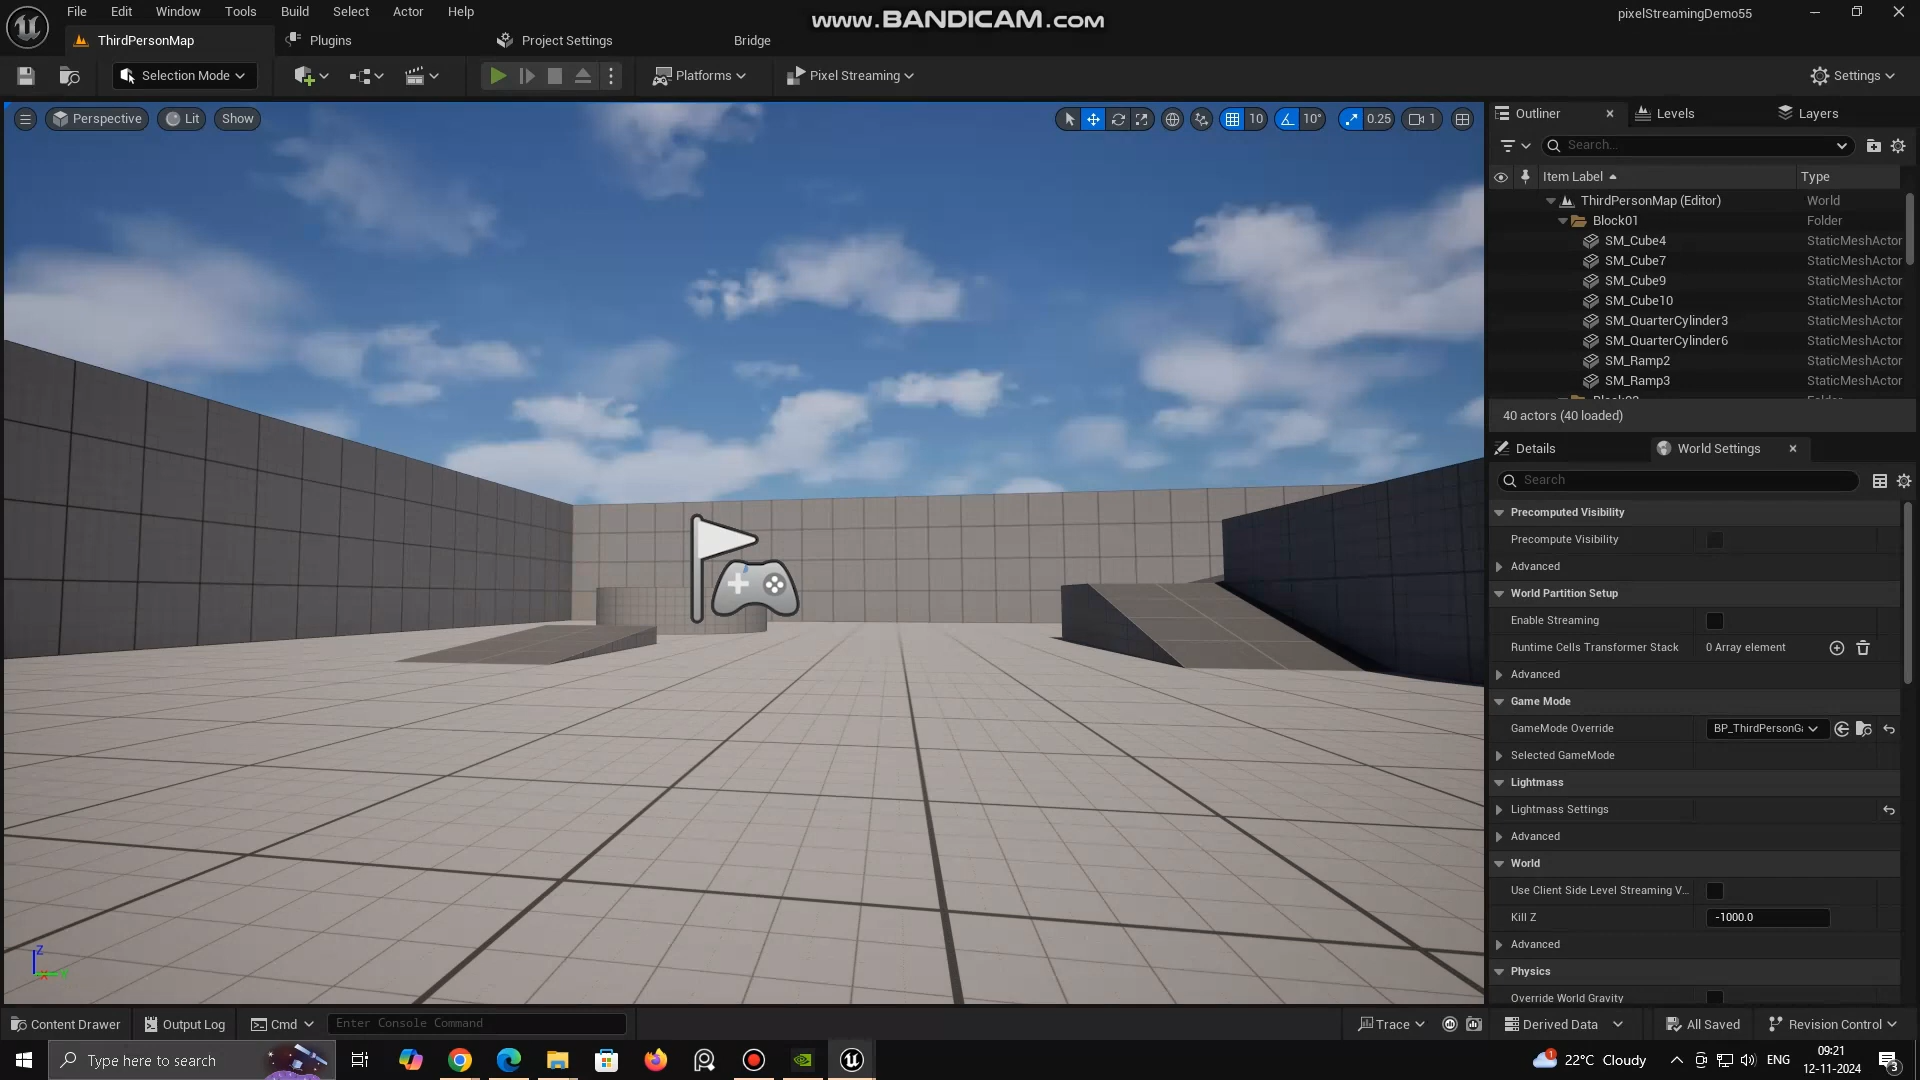 File Edit Window Tools Build Select Actor Help
www.BANDICAM.com
pixelStreamingDemo55
ThirdPersonMap Plugins Project Settings Bridge
Selection Mode Platforms Pixel Streaming Settings
Perspective Lit Show 10 10° 0.25 1
Outliner Levels Layers
Search...
Item Label Type
ThirdPersonMap (Editor) World
Block01 Folder
SM_Cube4 StaticMeshActor
SM_Cube7 StaticMeshActor
SM_Cube9 StaticMeshActor
SM_Cube10 StaticMeshActor
SM_QuarterCylinder3 StaticMeshActor
SM_QuarterCylinder6 StaticMeshActor
SM_Ramp2 StaticMeshActor
SM_Ramp3 StaticMeshActor
40 actors (40 loaded)
Details World Settings
Search
Precomputed Visibility
Precompute Visibility
Advanced
World Partition Setup
Enable Streaming
Runtime Cells Transformer Stack 0 Array element
Advanced
Game Mode
GameMode Override BP_ThirdPersonGa
Selected GameMode
Lightmass
Lightmass Settings
Advanced
World
Use Client Side Level Streaming V...
Kill Z -1000.0
Advanced
Physics
Override World Gravity
Z
X
Content Drawer Output Log Cmd Enter Console Command Trace Derived Data All Saved Revision Control
Type here to search 1 22°C Cloudy ENG 09:21
12-11-2024 3